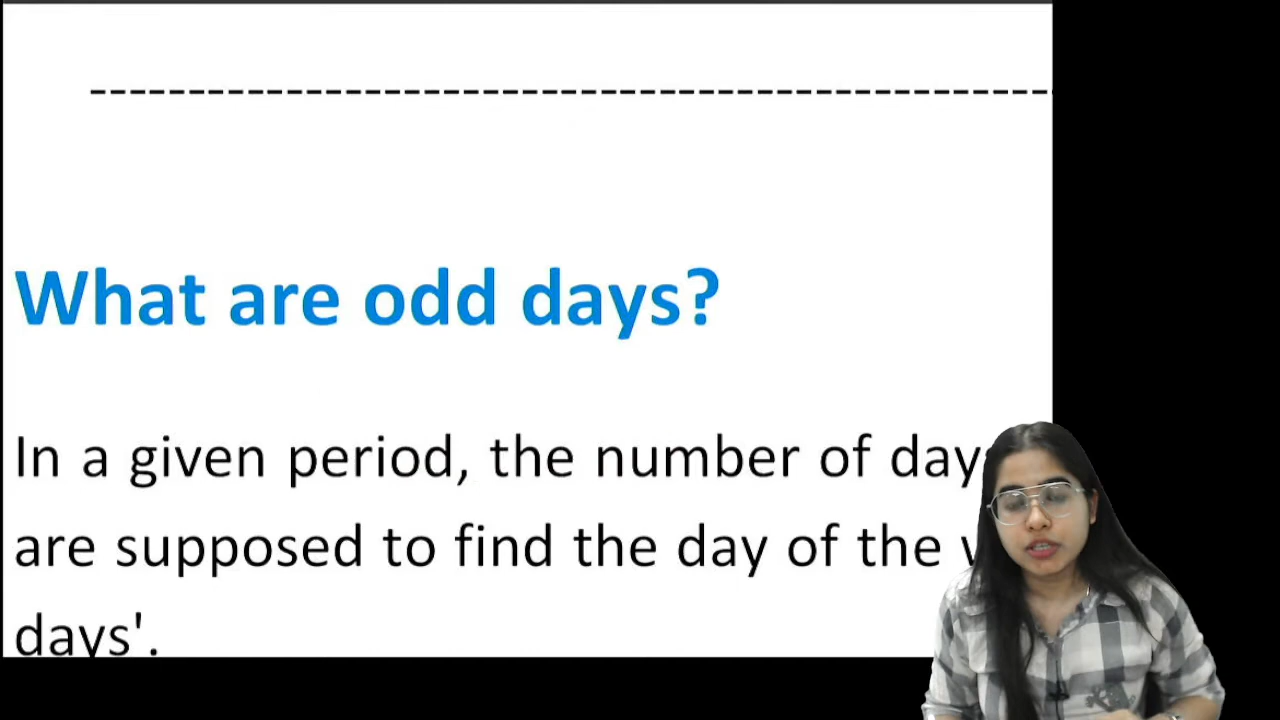 What are odd days?
In a given period, the number of days
are supposed to find the day of the
days'.